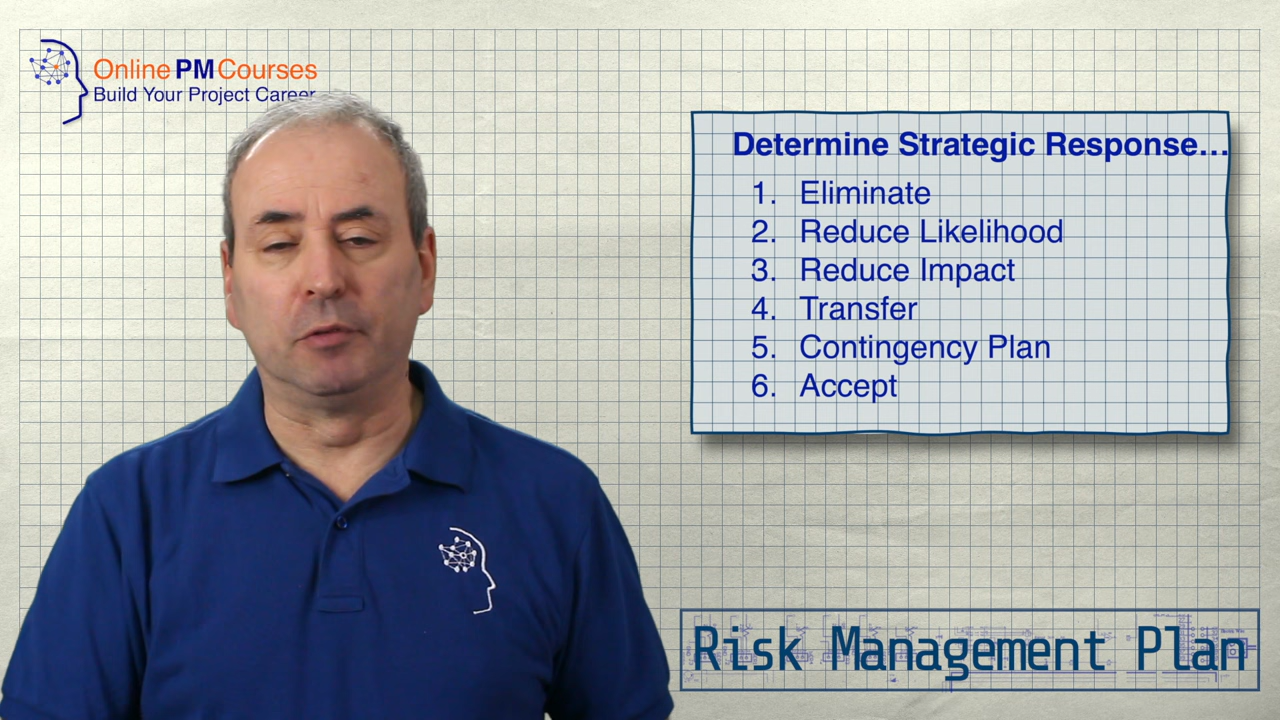 Online PM Courses
Build Your Project Career
Determine Strategic Response…
1. Eliminate
2. Reduce Likelihood
3. Reduce Impact
4. Transfer
5. Contingency Plan
6. Accept
Risk Management Plan